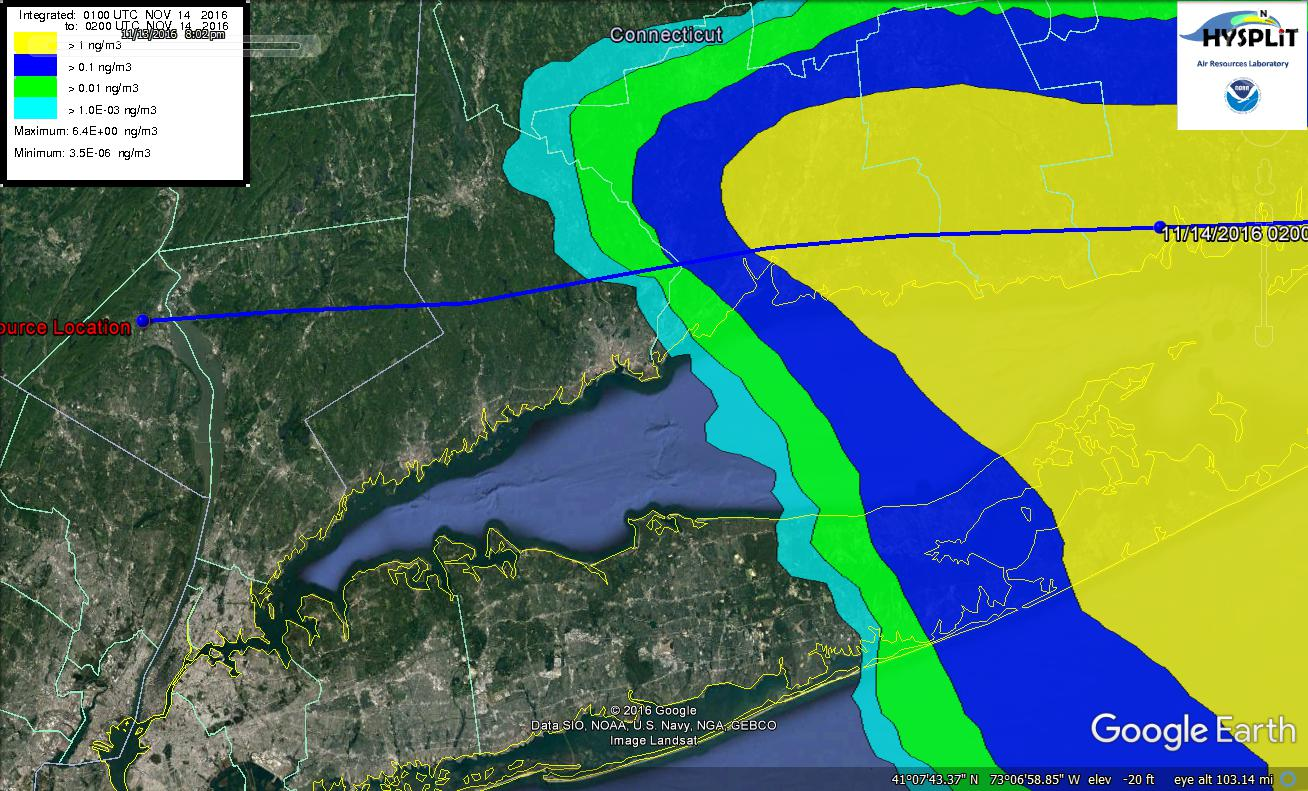 Integrated: 0100 UTC NOV 14 2016
to: 0200 UTC NOV 14 2016
11/13/2016 8:02 pm
> 1 ng/m3
> 0.1 ng/m3
> 0.01 ng/m3
> 1.0E-03 ng/m3
Maximum: 6.4E+00 ng/m3
Minimum: 3.5E-06 ng/m3
Connecticut
N
HYSPLIT
Air Resources Laboratory
NOAA
11/14/2016 0200
ource Location
© 2016 Google
Data SIO, NOAA, U.S. Navy, NGA, GEBCO
Image Landsat
Google Earth
41°07'43.37" N 73°06'58.85" W elev -20 ft eye alt 103.14 mi